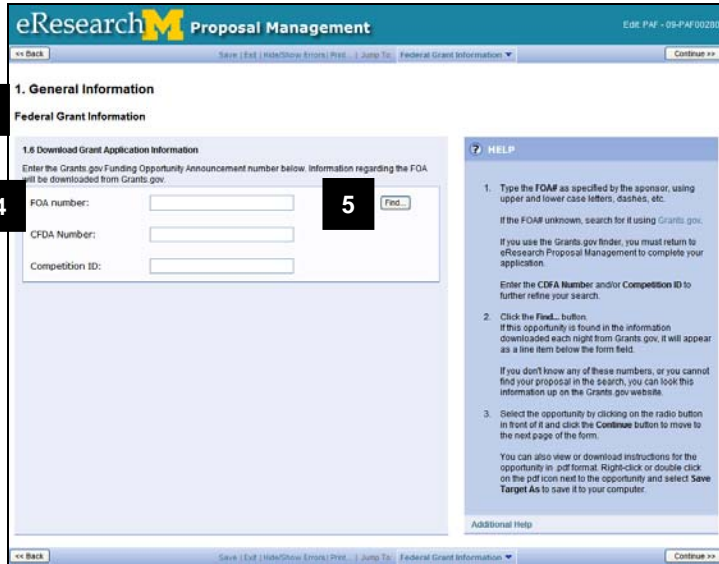 eResearch M Proposal Management
Edit: PAF - 09-PAF00280
<< Back
Save | Exit | Hide/Show Errors | Print... | Jump To: Federal Grant Information
Continue >>
1. General Information
Federal Grant Information
1.6 Download Grant Application Information
Enter the Grants.gov Funding Opportunity Announcement number below. Information regarding the FOA
will be downloaded from Grants.gov.
4
FOA number:
5
Find...
CFDA Number:
Competition ID:
? HELP
1. Type the FOA# as specified by the sponsor, using
upper and lower case letters, dashes, etc.
If the FOA# unknown, search for it using Grants.gov.
If you use the Grants.gov finder, you must return to
eResearch Proposal Management to complete your
application.
Enter the CDFA Number and/or Competition ID to
further refine your search.
2. Click the Find... button.
If this opportunity is found in the information
downloaded each night from Grants.gov, it will appear
as a line item below the form field.
If you don't know any of these numbers, or you cannot
find your proposal in the search, you can look this
information up on the Grants.gov website.
3. Select the opportunity by clicking on the radio button
in front of it and click the Continue button to move to
the next page of the form.
You can also view or download instructions for the
opportunity in .pdf format. Right-click or double click
on the pdf icon next to the opportunity and select Save
Target As to save it to your computer.
Additional Help
<< Back
Save | Exit | Hide/Show Errors | Print... | Jump To: Federal Grant Information
Continue >>